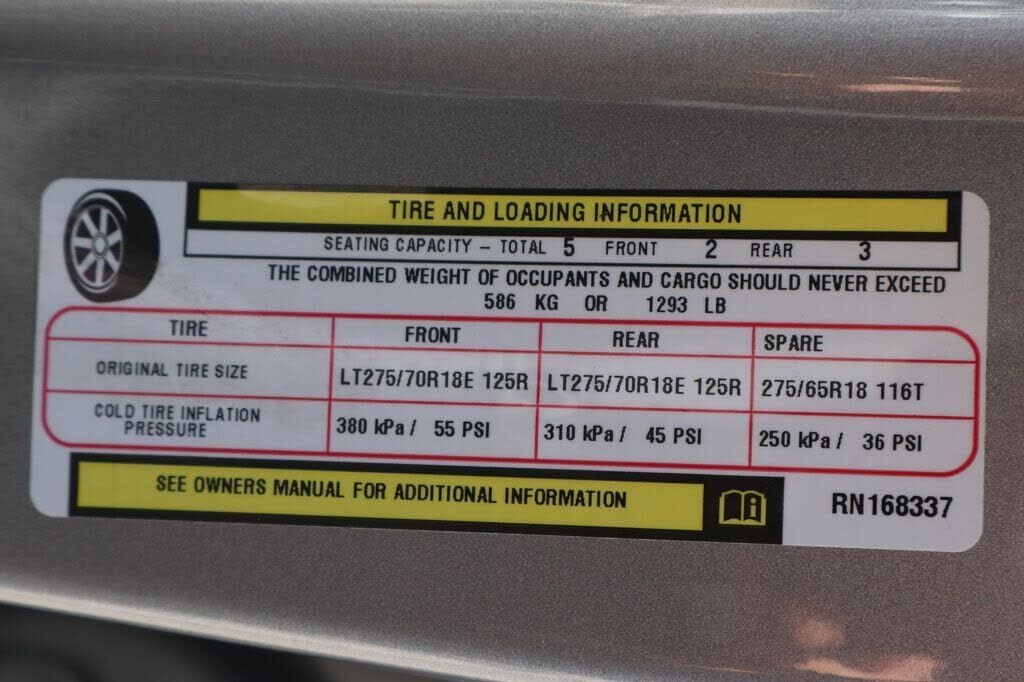 TIRE AND LOADING INFORMATION
SEATING CAPACITY – TOTAL 5 FRONT 2 REAR 3
THE COMBINED WEIGHT OF OCCUPANTS AND CARGO SHOULD NEVER EXCEED
586 KG OR 1293 LB
TIRE FRONT REAR SPARE
ORIGINAL TIRE SIZE LT275/70R18E 125R LT275/70R18E 125R 275/65R18 116T
COLD TIRE INFLATION
PRESSURE 380 kPa / 55 PSI 310 kPa / 45 PSI 250 kPa / 36 PSI
SEE OWNERS MANUAL FOR ADDITIONAL INFORMATION
RN168337